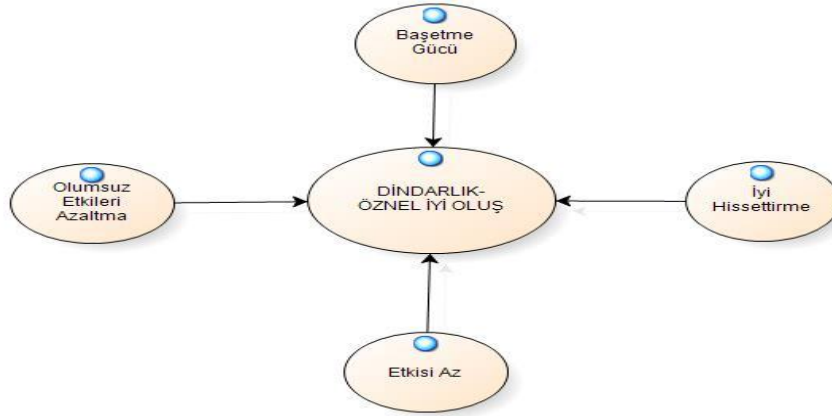 Başetme
Gücü
Olumsuz
Etkileri
Azaltma
DİNDARLIK-
ÖZNEL İYİ OLUŞ
İyi
Hissettirme
Etkisi Az